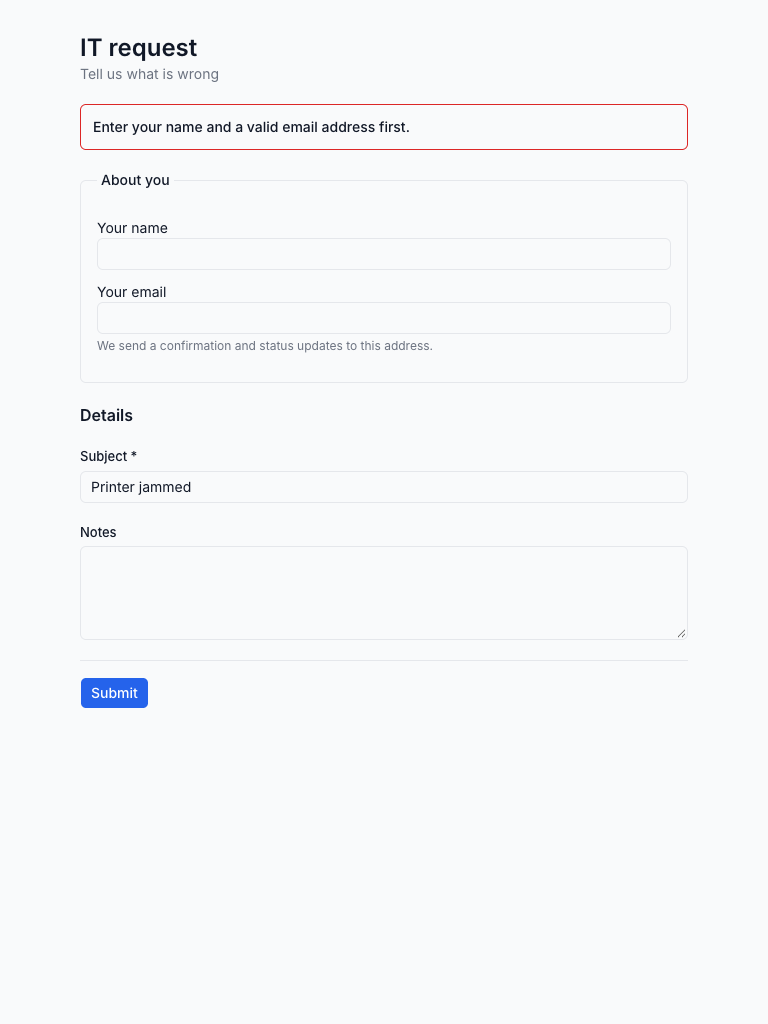 IT request
Tell us what is wrong
Enter your name and a valid email address first.
About you
Your name
Your email
We send a confirmation and status updates to this address.
Details
Subject *
Printer jammed
Notes
Submit